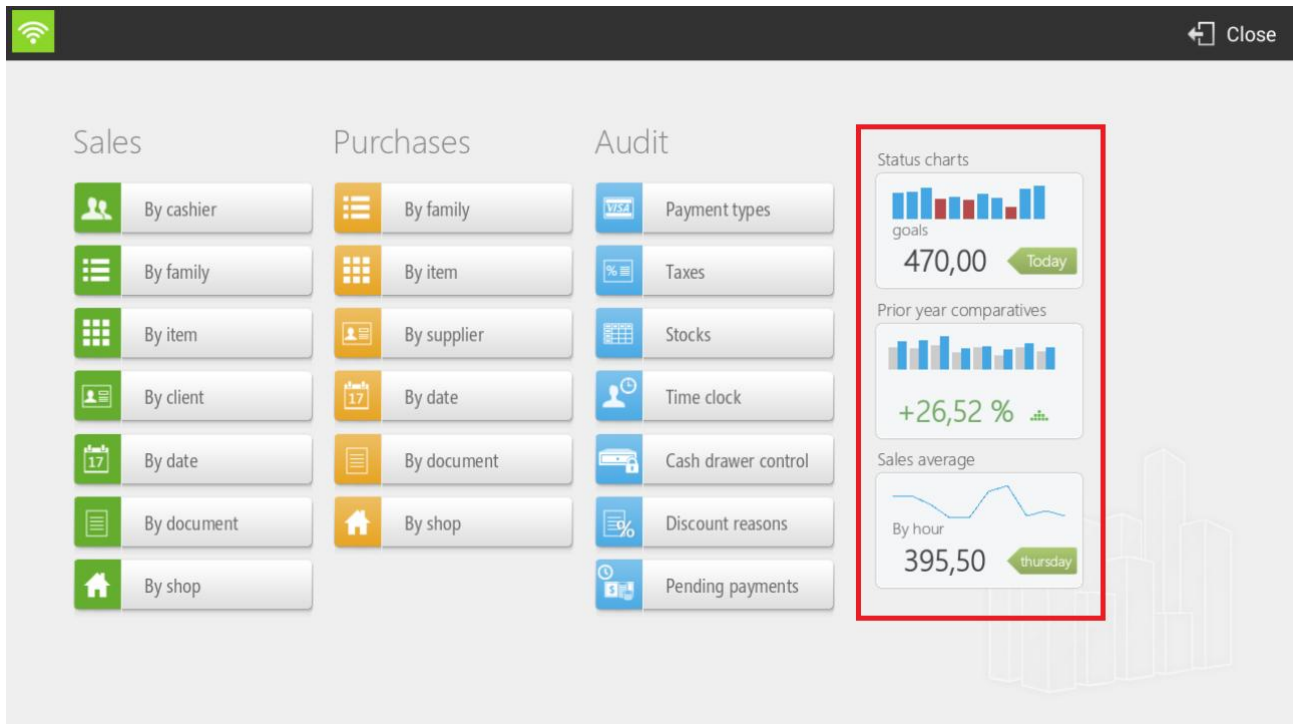 Close
Sales
By cashier
By family
By item
By client
17
By date
By document
By shop
Purchases
By family
By item
By supplier
17
By date
By document
By shop
Audit
VISA
Payment types
%
Taxes
Stocks
Time clock
Cash drawer control
%
Discount reasons
$
Pending payments
Status charts
goals
470,00
Today
Prior year comparatives
+26,52 %
Sales average
By hour
395,50
thursday